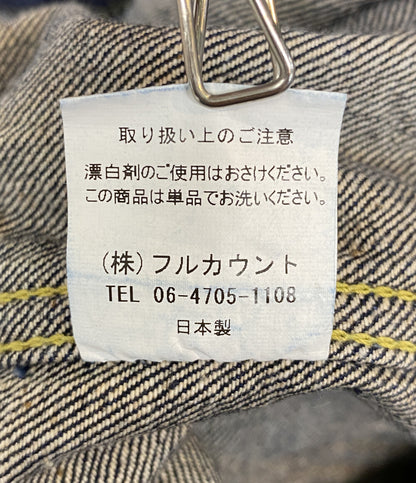 取り扱い上のご注意
漂白剤のご使用はおさけください。
この商品は単品でお洗いください。
(株)フルカウント
TEL 06-4705-1108
日本製